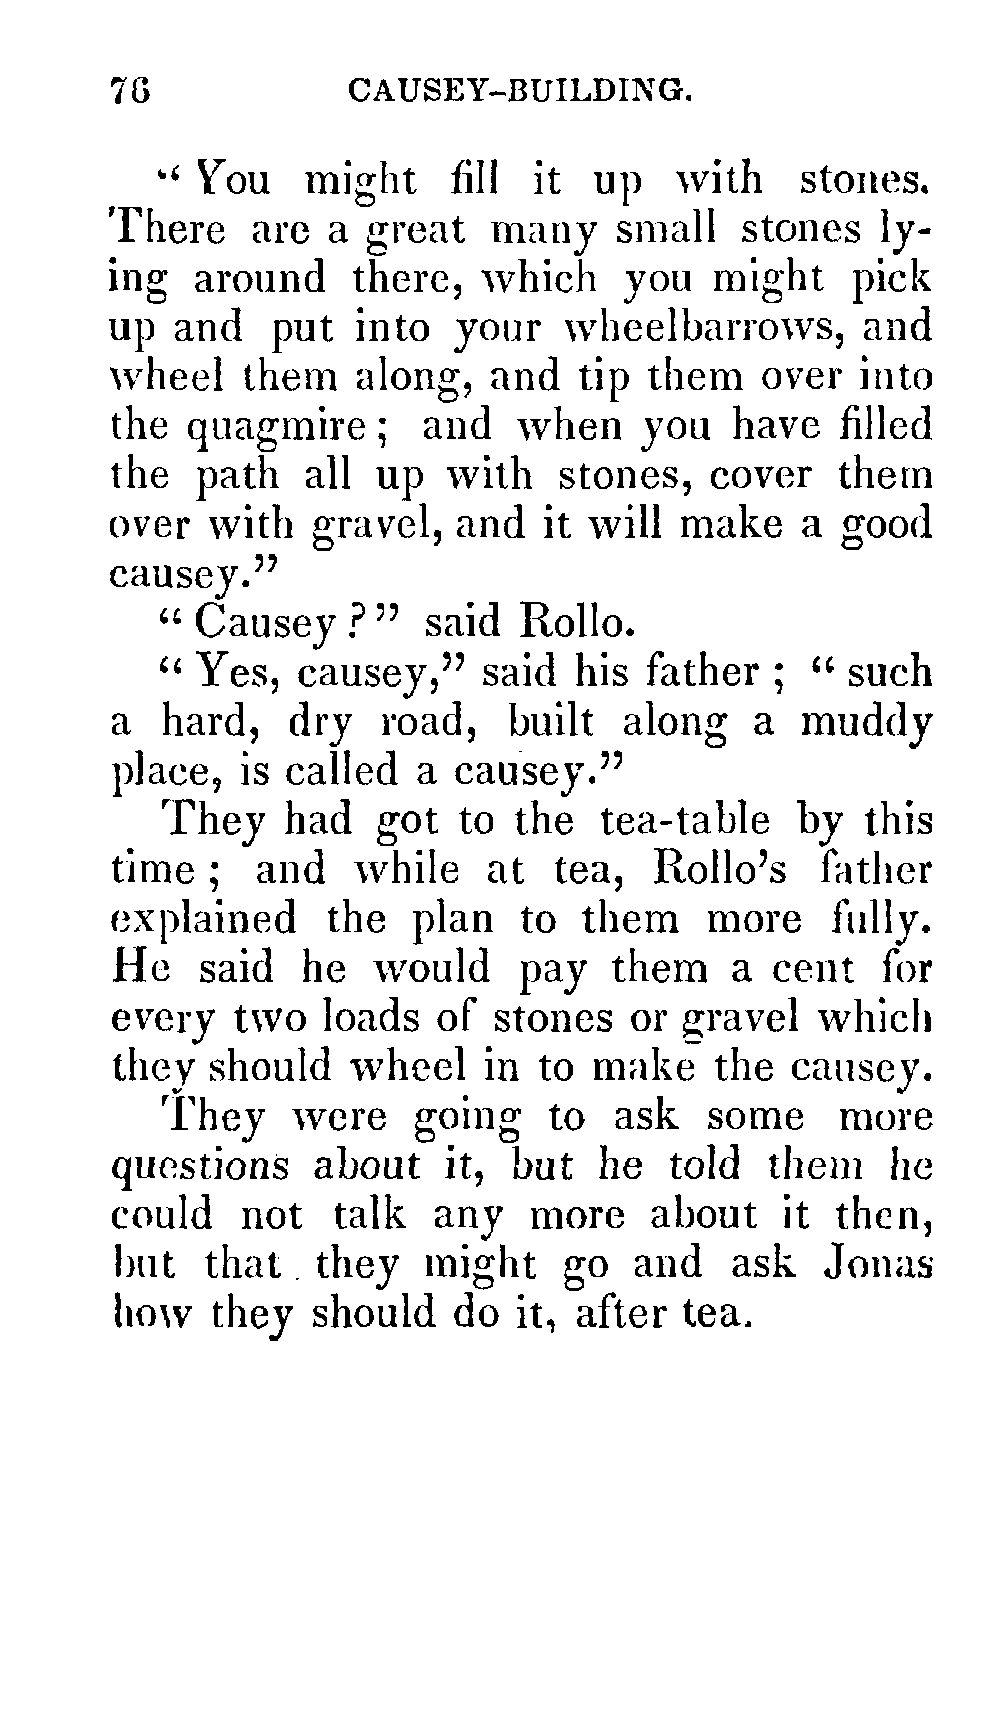 76 CAUSEY-BUILDING.
“ You might fill it up with stones.
There are a great many small stones ly-
ing around there, which you might pick
up and put into your wheelbarrows, and
wheel them along, and tip them over into
the quagmire ; and when you have filled
the path all up with stones, cover them
over with gravel, and it will make a good
causey.”
“ Causey ? ” said Rollo.
“ Yes, causey,” said his father ; “ such
a hard, dry road, built along a muddy
place, is called a causey.”
They had got to the tea-table by this
time ; and while at tea, Rollo’s father
explained the plan to them more fully.
He said he would pay them a cent for
every two loads of stones or gravel which
they should wheel in to make the causey.
They were going to ask some more
questions about it, but he told them he
could not talk any more about it then,
but that they might go and ask Jonas
how they should do it, after tea.